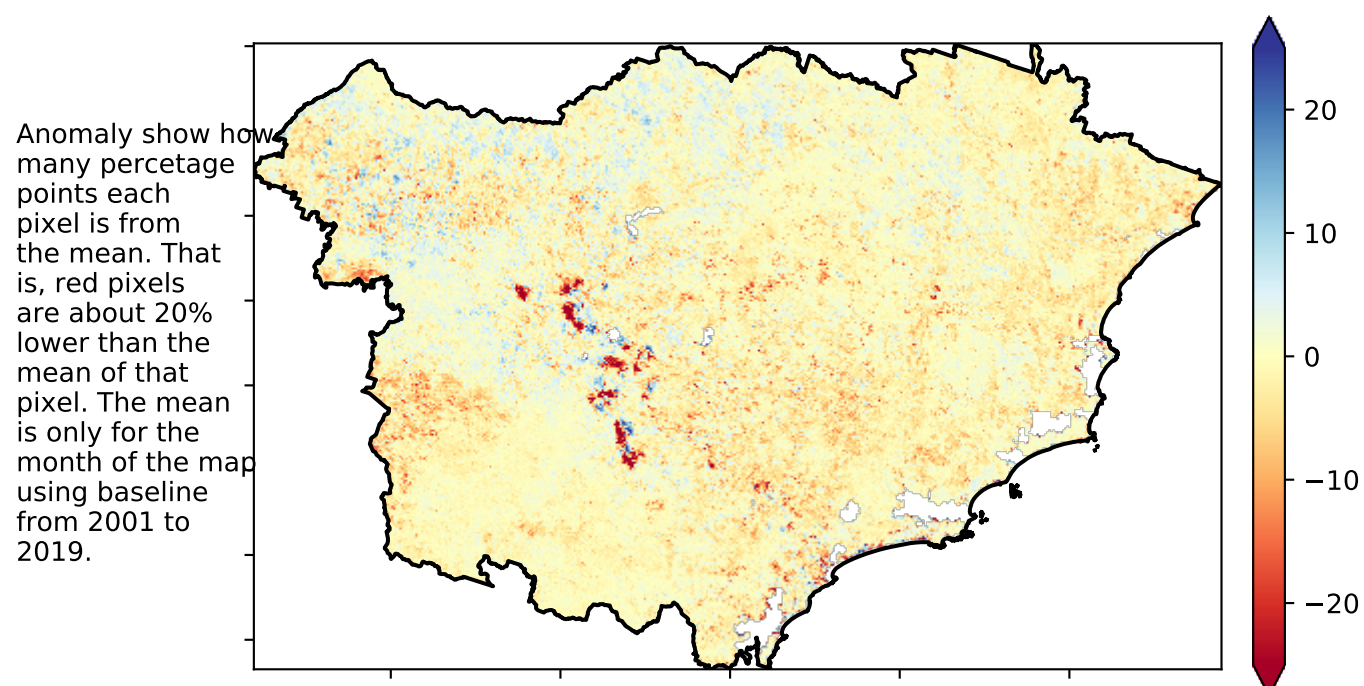 Anomaly show how
many percetage
points each
pixel is from
the mean. That
is, red pixels
are about 20%
lower than the
mean of that
pixel. The mean
is only for the
month of the map
using baseline
from 2001 to
2019.
20
10
0
−10
−20